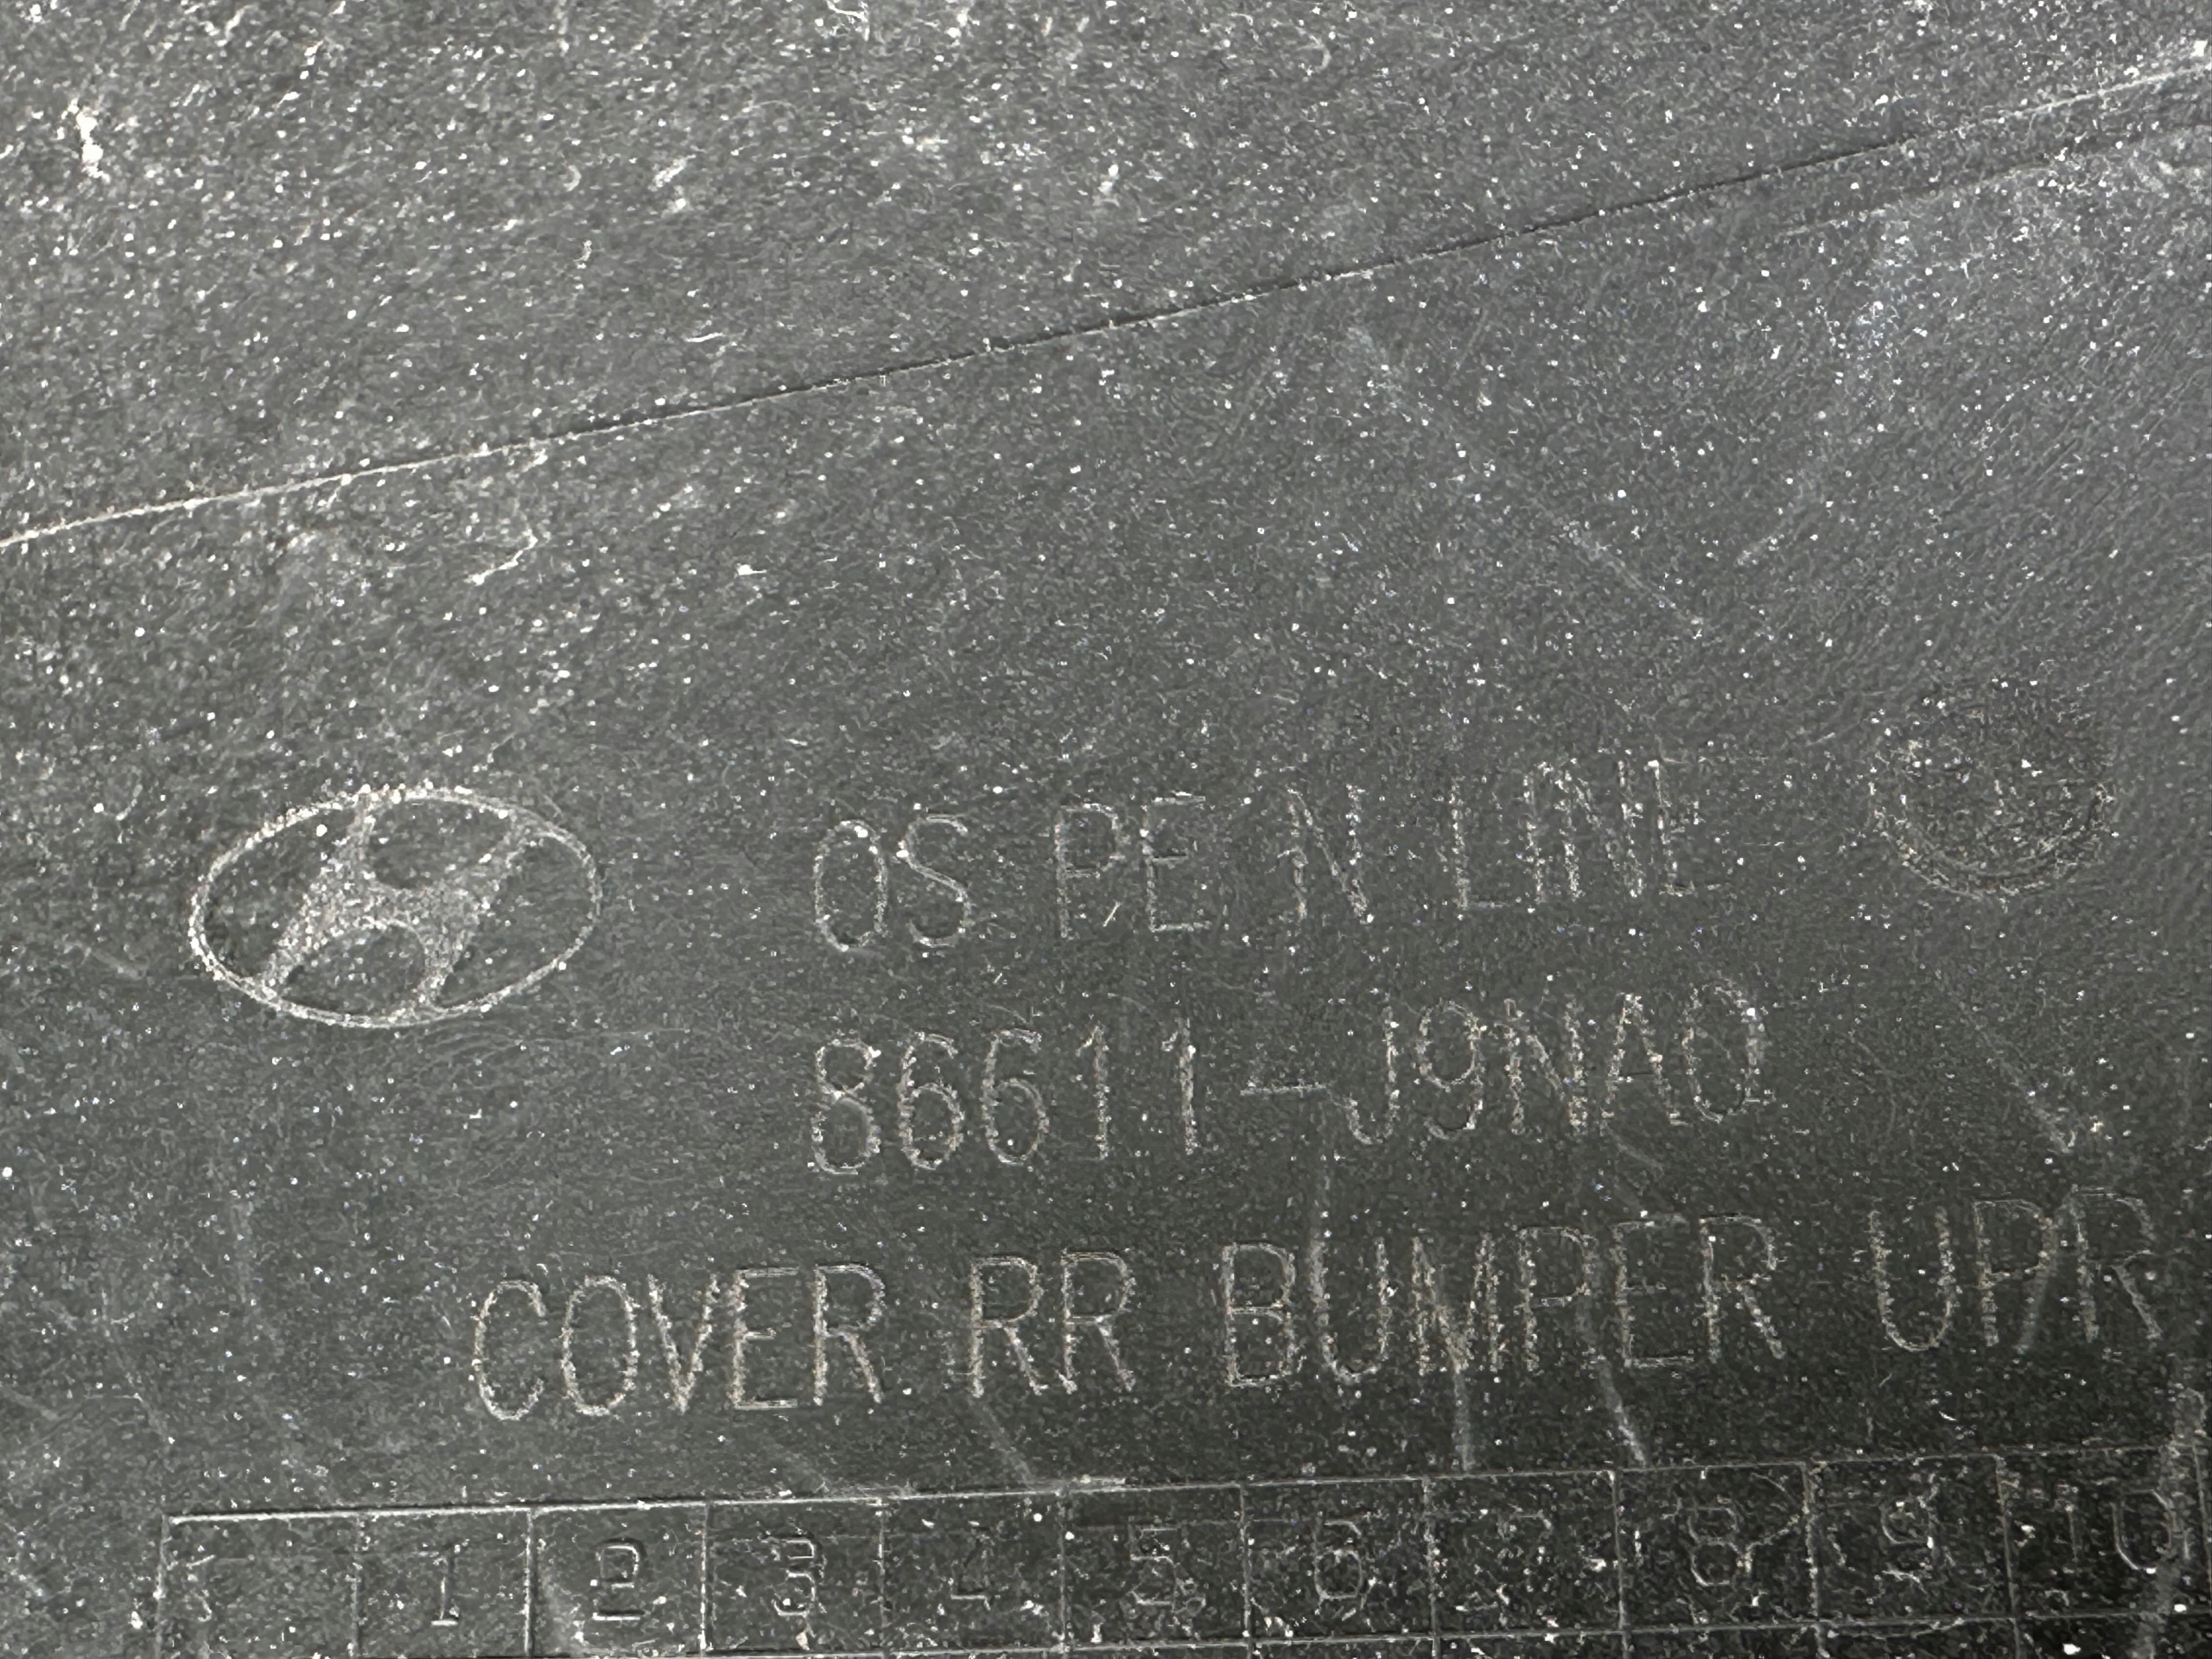 OS PE N LINE
86611-J9NA0
COVER RR BUMPER UPR
1 2 3 4 5 6 7 8 9 10